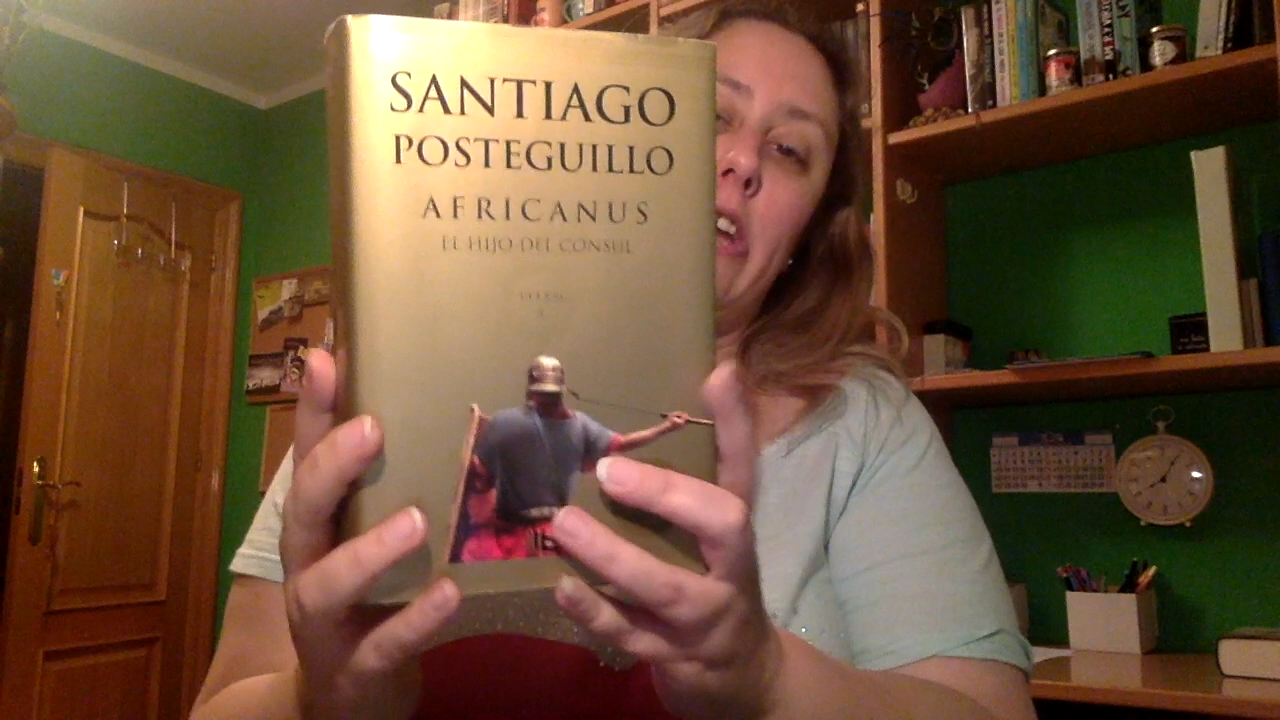 SANTIAGO
POSTEGUILLO
AFRICANUS
EL HIJO DEL CONSUL